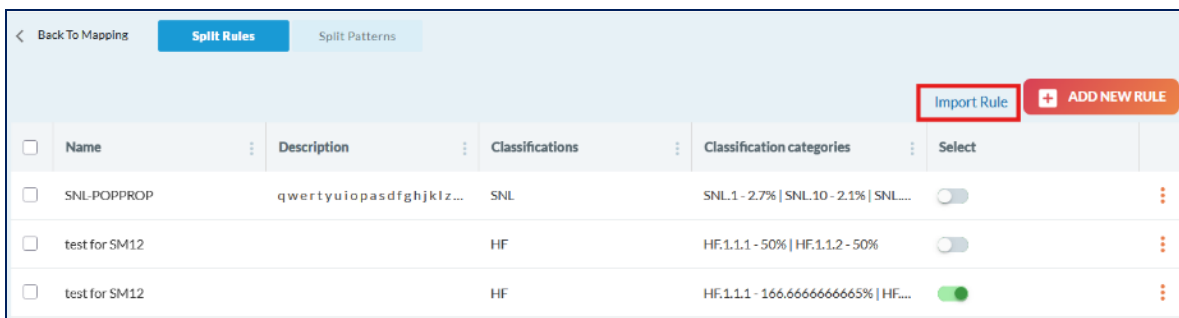 Back To Mapping Split Rules Split Patterns
Import Rule ADD NEW RULE
Name Description Classifications Classification categories Select
SNL-POPPROP qwertyuiopasdfghjklz... SNL SNL.1 - 2.7% | SNL.10 - 2.1% | SNL....
test for SM12 HF HF.1.1.1 - 50% | HF.1.1.2 - 50%
test for SM12 HF HF.1.1.1 - 166.6666666665% | HF....